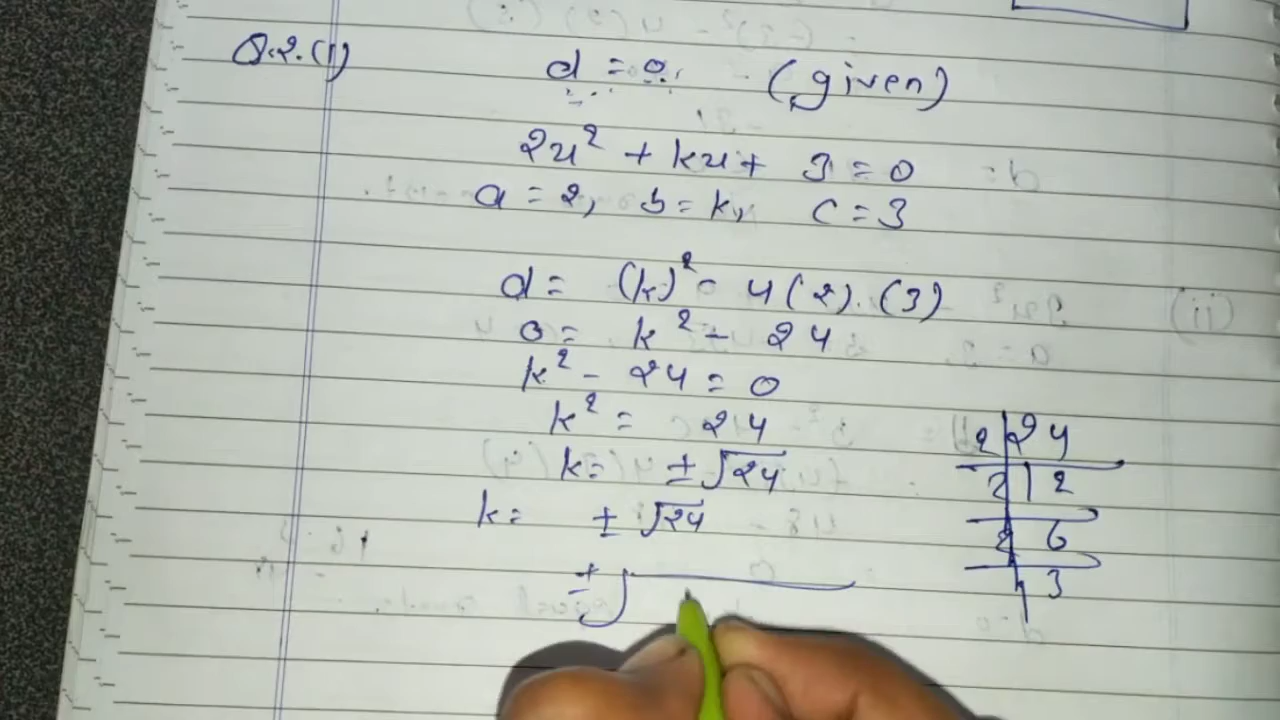 Q.2.(i)
d = 0 (given)
2x² + kx + 3 = 0
a = 2, b = k, c = 3
d = (k)² - 4(2).(3)
0 = k² - 24
k² - 24 = 0
k² = 24
k = ±√24
k = ±√24
±√
2 | 24
2 | 12
2 | 6
3